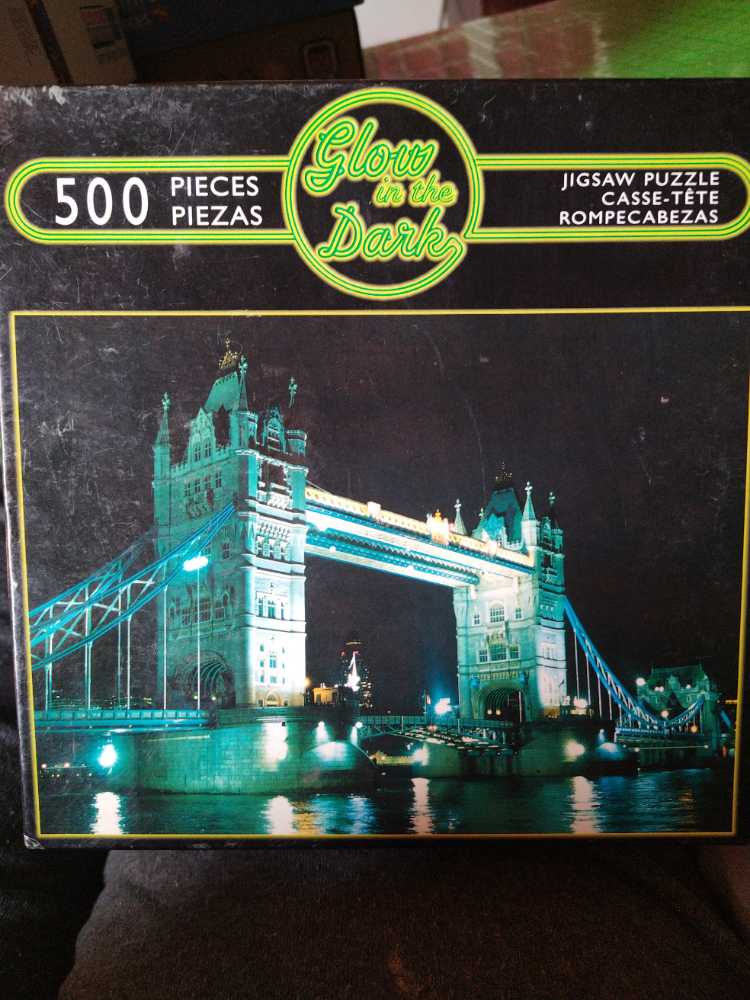 500 PIECES
PIEZAS
Glow
in the
Dark
JIGSAW PUZZLE
CASSE-TÊTE
ROMPECABEZAS